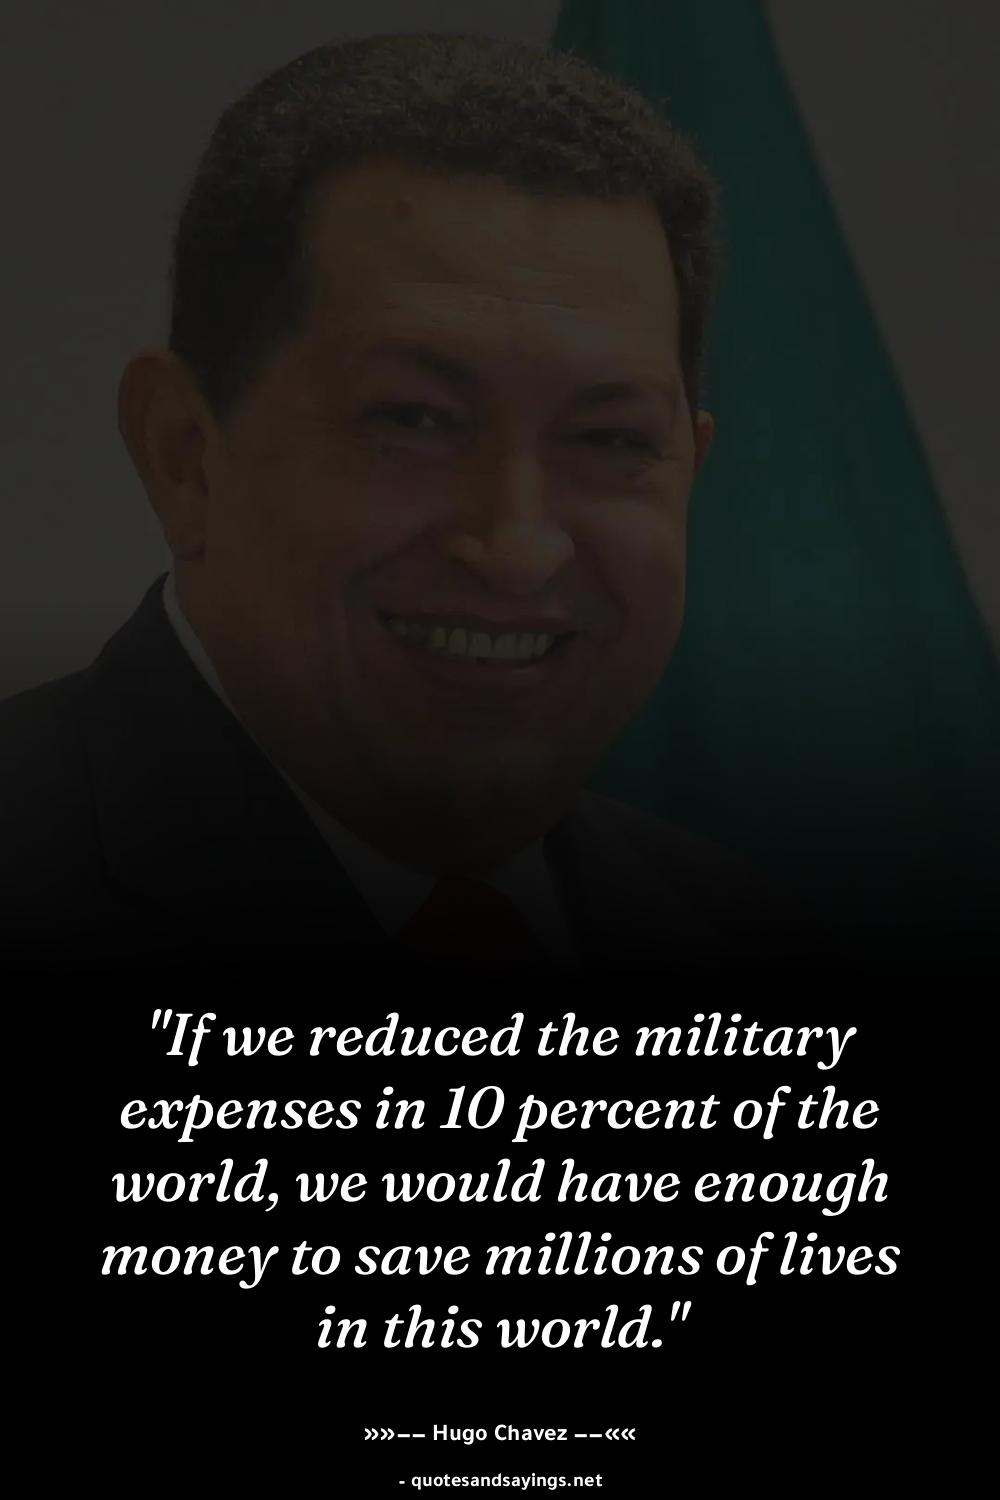 "If we reduced the military
expenses in 10 percent of the
world, we would have enough
money to save millions of lives
in this world."
»»−− Hugo Chavez −−««
- quotesandsayings.net